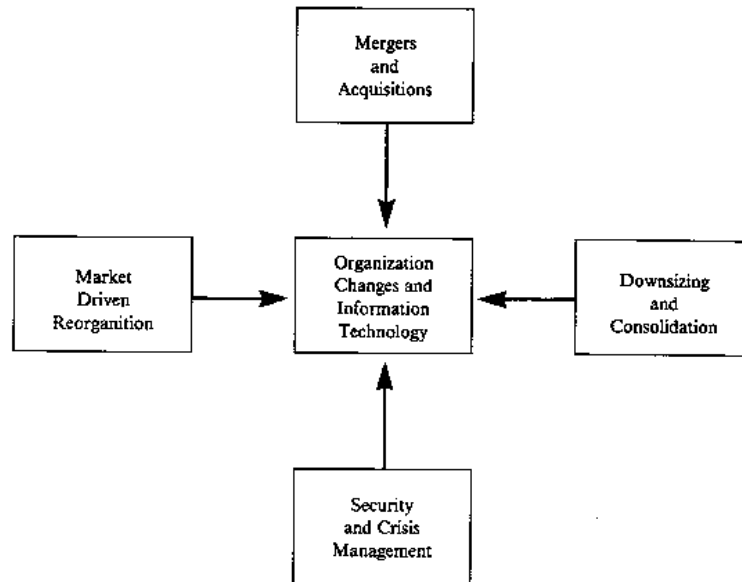 Mergers
and
Acquisitions
Market
Driven
Reorganition
Organization
Changes and
Information
Technology
Downsizing
and
Consolidation
Security
and Crisis
Management